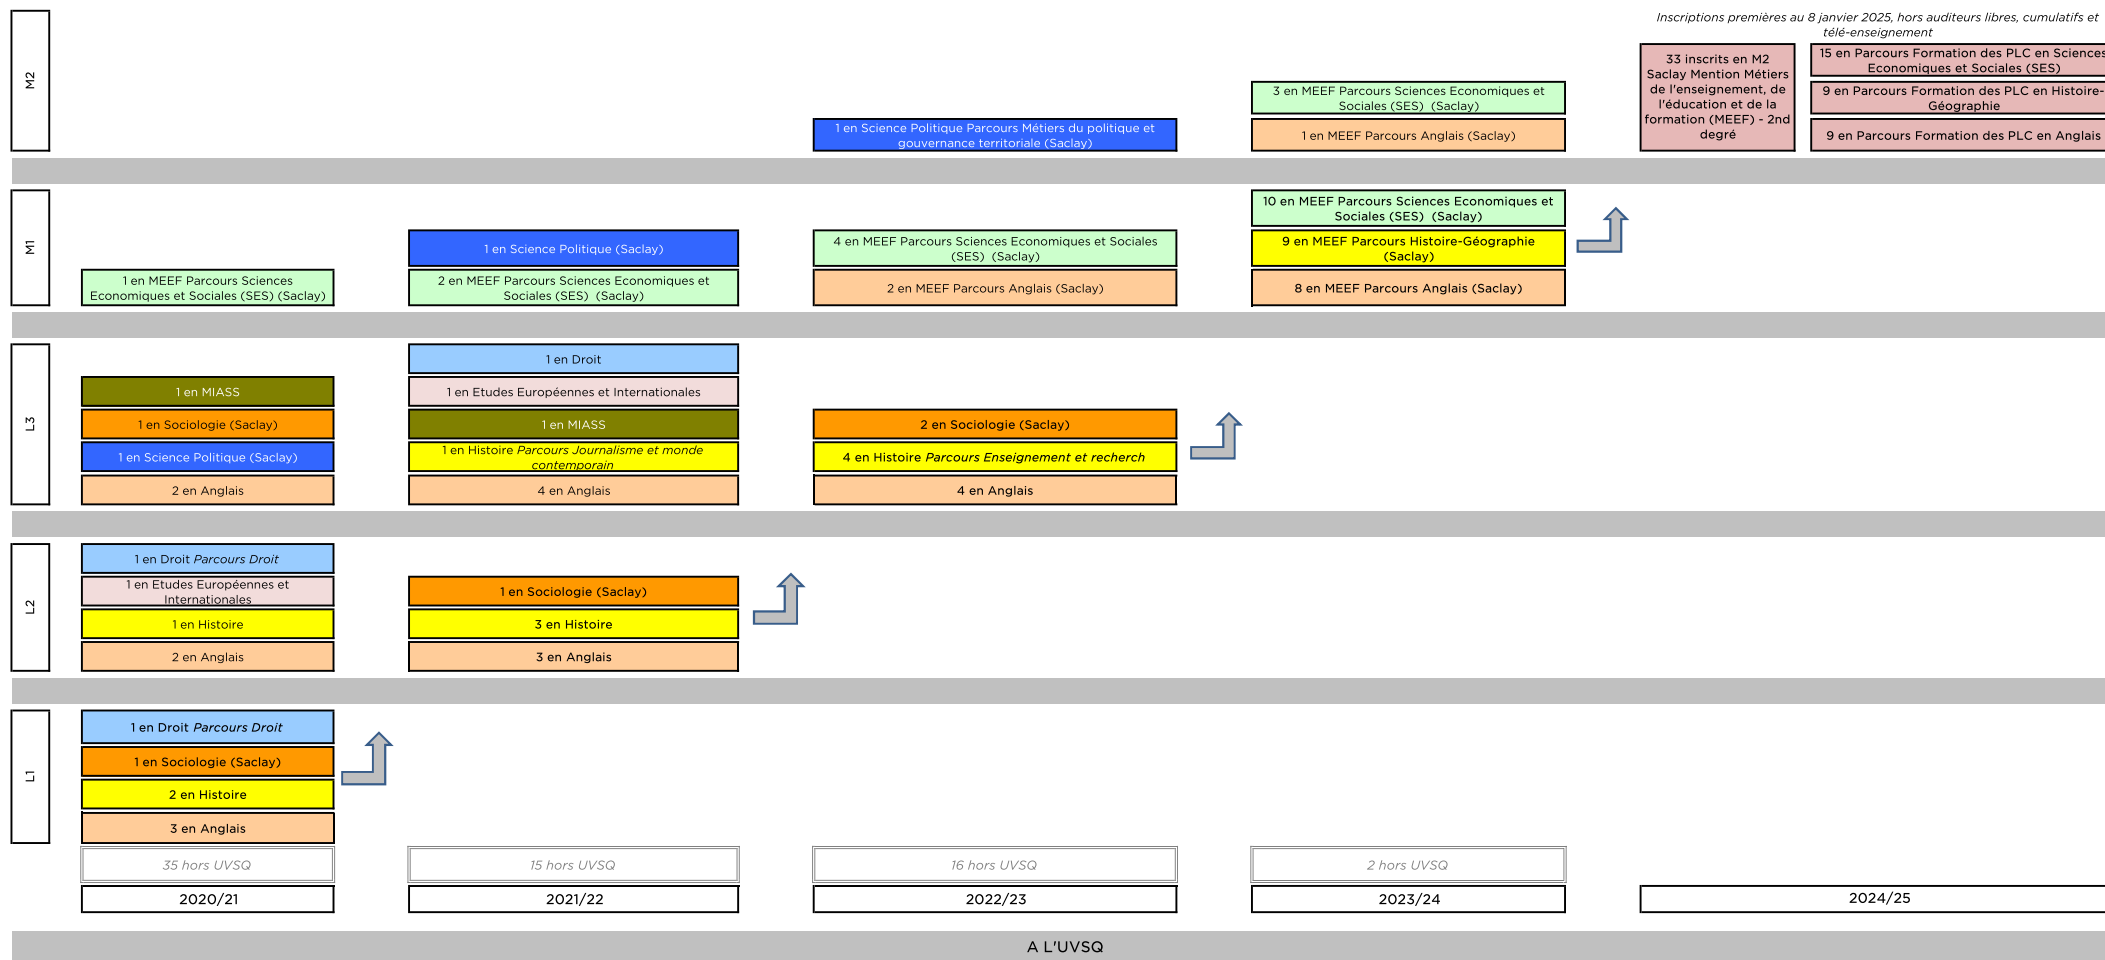 Inscriptions premières au 8 janvier 2025, hors auditeurs libres, cumulatifs et
télé-enseignement
M2
33 inscrits en M2
Saclay Mention Métiers
de l'enseignement, de
l'éducation et de la
formation (MEEF) - 2nd
degré
15 en Parcours Formation des PLC en Sciences
Economiques et Sociales (SES)
9 en Parcours Formation des PLC en Histoire-
Géographie
9 en Parcours Formation des PLC en Anglais
3 en MEEF Parcours Sciences Economiques et
Sociales (SES) (Saclay)
1 en Science Politique Parcours Métiers du politique et
gouvernance territoriale (Saclay)
1 en MEEF Parcours Anglais (Saclay)
M1
10 en MEEF Parcours Sciences Economiques et
Sociales (SES) (Saclay)
1 en Science Politique (Saclay)
4 en MEEF Parcours Sciences Economiques et Sociales
(SES) (Saclay)
9 en MEEF Parcours Histoire-Géographie
(Saclay)
1 en MEEF Parcours Sciences
Economiques et Sociales (SES) (Saclay)
2 en MEEF Parcours Sciences Economiques et
Sociales (SES) (Saclay)
2 en MEEF Parcours Anglais (Saclay)
8 en MEEF Parcours Anglais (Saclay)
L3
1 en Droit
1 en MIASS
1 en Etudes Européennes et Internationales
1 en Sociologie (Saclay)
1 en MIASS
2 en Sociologie (Saclay)
1 en Science Politique (Saclay)
1 en Histoire Parcours Journalisme et monde
contemporain
4 en Histoire Parcours Enseignement et recherch
2 en Anglais
4 en Anglais
4 en Anglais
L2
1 en Droit Parcours Droit
1 en Etudes Européennes et
Internationales
1 en Sociologie (Saclay)
1 en Histoire
3 en Histoire
2 en Anglais
3 en Anglais
L1
1 en Droit Parcours Droit
1 en Sociologie (Saclay)
2 en Histoire
3 en Anglais
35 hors UVSQ
15 hors UVSQ
16 hors UVSQ
2 hors UVSQ
2020/21
2021/22
2022/23
2023/24
2024/25
A L'UVSQ